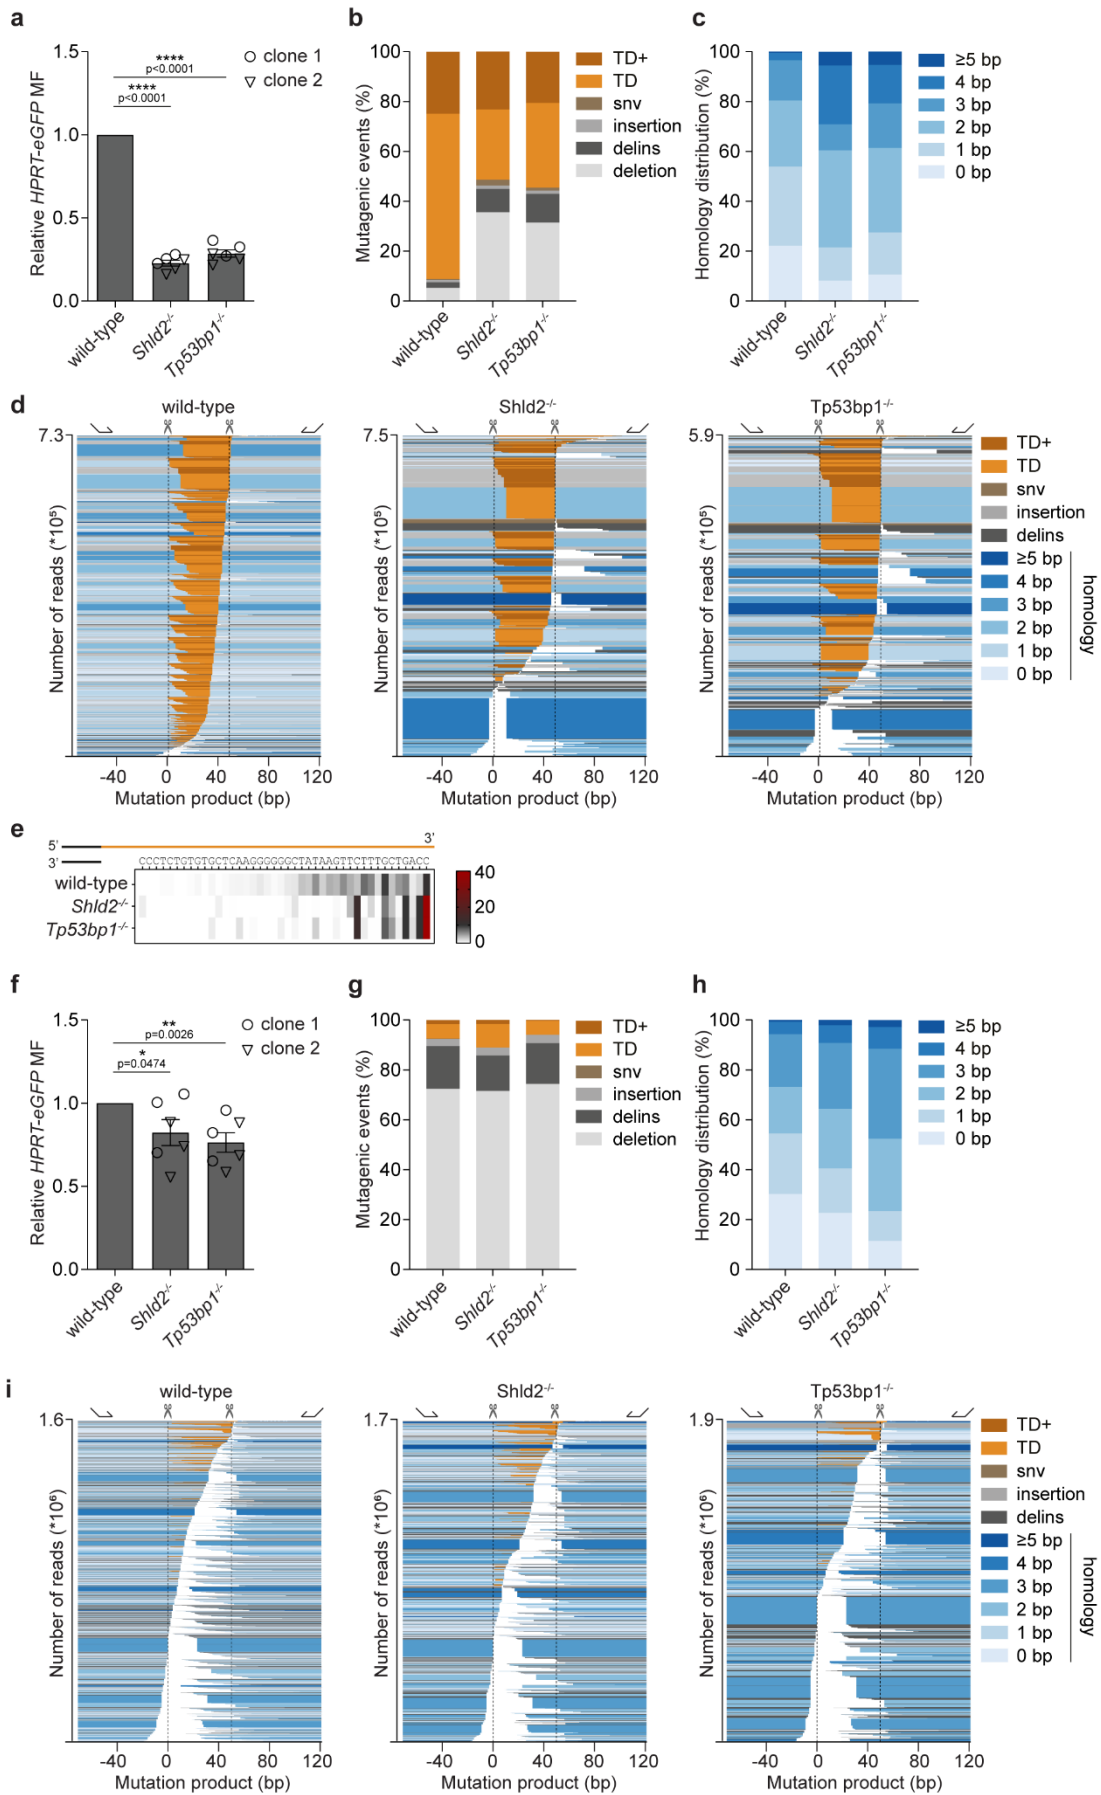 a
Relative HPRT-eGFP MF
1.5
1.0
0.5
0.0
****
p<0.0001
****
p<0.0001
clone 1
clone 2
wild-type
Shld2-/-
Tp53bp1-/-
b
Mutagenic events (%)
100
80
60
40
20
0
TD+
TD
snv
insertion
delins
deletion
wild-type
Shld2-/-
Tp53bp1-/-
c
Homology distribution (%)
100
80
60
40
20
0
≥5 bp
4 bp
3 bp
2 bp
1 bp
0 bp
wild-type
Shld2-/-
Tp53bp1-/-
d
wild-type
7.3
Number of reads (*10⁵)
-40 0 40 80 120
Mutation product (bp)
Shld2-/-
7.5
Number of reads (*10⁵)
-40 0 40 80 120
Mutation product (bp)
Tp53bp1-/-
5.9
Number of reads (*10⁵)
-40 0 40 80 120
Mutation product (bp)
TD+
TD
snv
insertion
delins
≥5 bp
4 bp
3 bp
2 bp
1 bp
0 bp
homology
e
5'
3'
3'
CCCTCTGTGTGCTCAAGGGGGGCTATAAGTTCTTTGCTGACC
wild-type
Shld2-/-
Tp53bp1-/-
40
20
0
f
Relative HPRT-eGFP MF
1.5
1.0
0.5
0.0
**
p=0.0026
*
p=0.0474
clone 1
clone 2
wild-type
Shld2-/-
Tp53bp1-/-
g
Mutagenic events (%)
100
80
60
40
20
0
TD+
TD
snv
insertion
delins
deletion
wild-type
Shld2-/-
Tp53bp1-/-
h
Homology distribution (%)
100
80
60
40
20
0
≥5 bp
4 bp
3 bp
2 bp
1 bp
0 bp
wild-type
Shld2-/-
Tp53bp1-/-
i
wild-type
1.6
Number of reads (*10⁶)
-40 0 40 80 120
Mutation product (bp)
Shld2-/-
1.7
Number of reads (*10⁶)
-40 0 40 80 120
Mutation product (bp)
Tp53bp1-/-
1.9
Number of reads (*10⁶)
-40 0 40 80 120
Mutation product (bp)
TD+
TD
snv
insertion
delins
≥5 bp
4 bp
3 bp
2 bp
1 bp
0 bp
homology